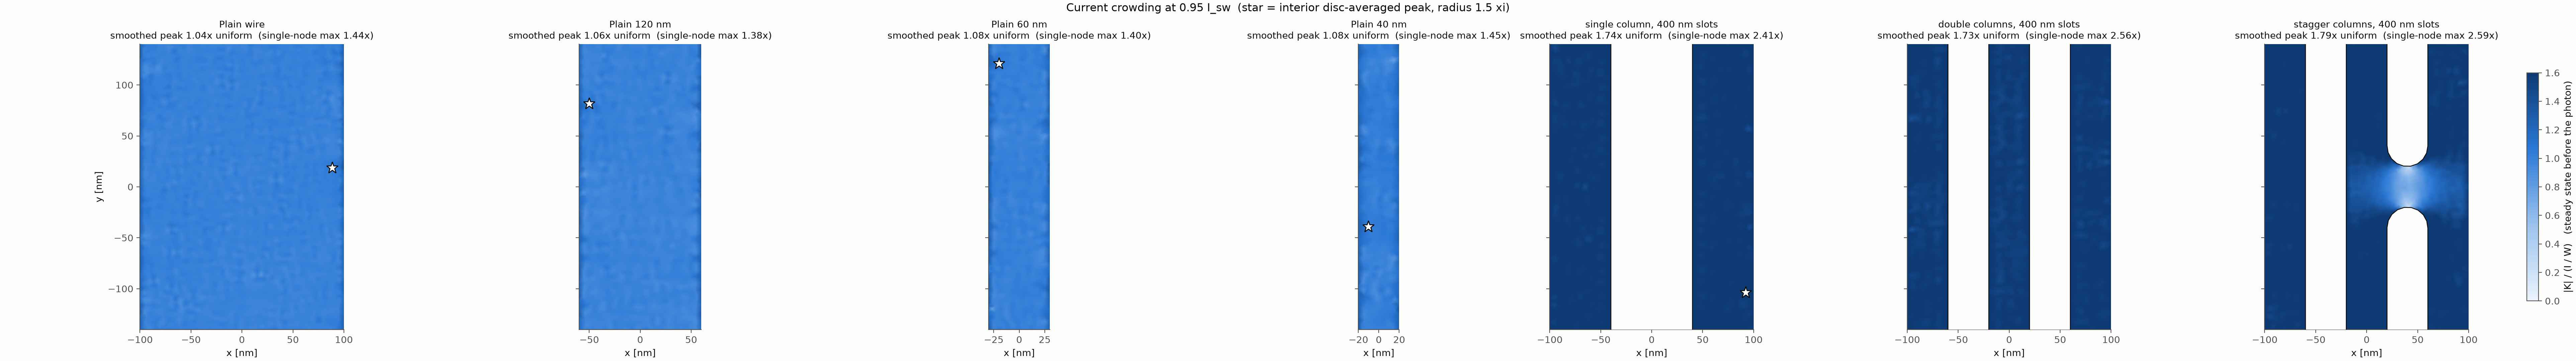 Current crowding at 0.95 I_sw  (star = interior disc-averaged peak, radius 1.5 xi)
Plain wire
smoothed peak 1.04x uniform  (single-node max 1.44x)
Plain 120 nm
smoothed peak 1.06x uniform  (single-node max 1.38x)
Plain 60 nm
smoothed peak 1.08x uniform  (single-node max 1.40x)
Plain 40 nm
smoothed peak 1.08x uniform  (single-node max 1.45x)
single column, 400 nm slots
smoothed peak 1.74x uniform  (single-node max 2.41x)
double columns, 400 nm slots
smoothed peak 1.73x uniform  (single-node max 2.56x)
stagger columns, 400 nm slots
smoothed peak 1.79x uniform  (single-node max 2.59x)
y [nm]
100
50
0
−50
−100
−100 −50 0 50 100
x [nm]
−50 0 50
x [nm]
−25 0 25
x [nm]
−20 0 20
x [nm]
−100 −50 0 50 100
x [nm]
−100 −50 0 50 100
x [nm]
−100 −50 0 50 100
x [nm]
1.6
1.4
1.2
1.0
0.8
0.6
0.4
0.2
0.0
|K| / (I / W)   (steady state before the photon)